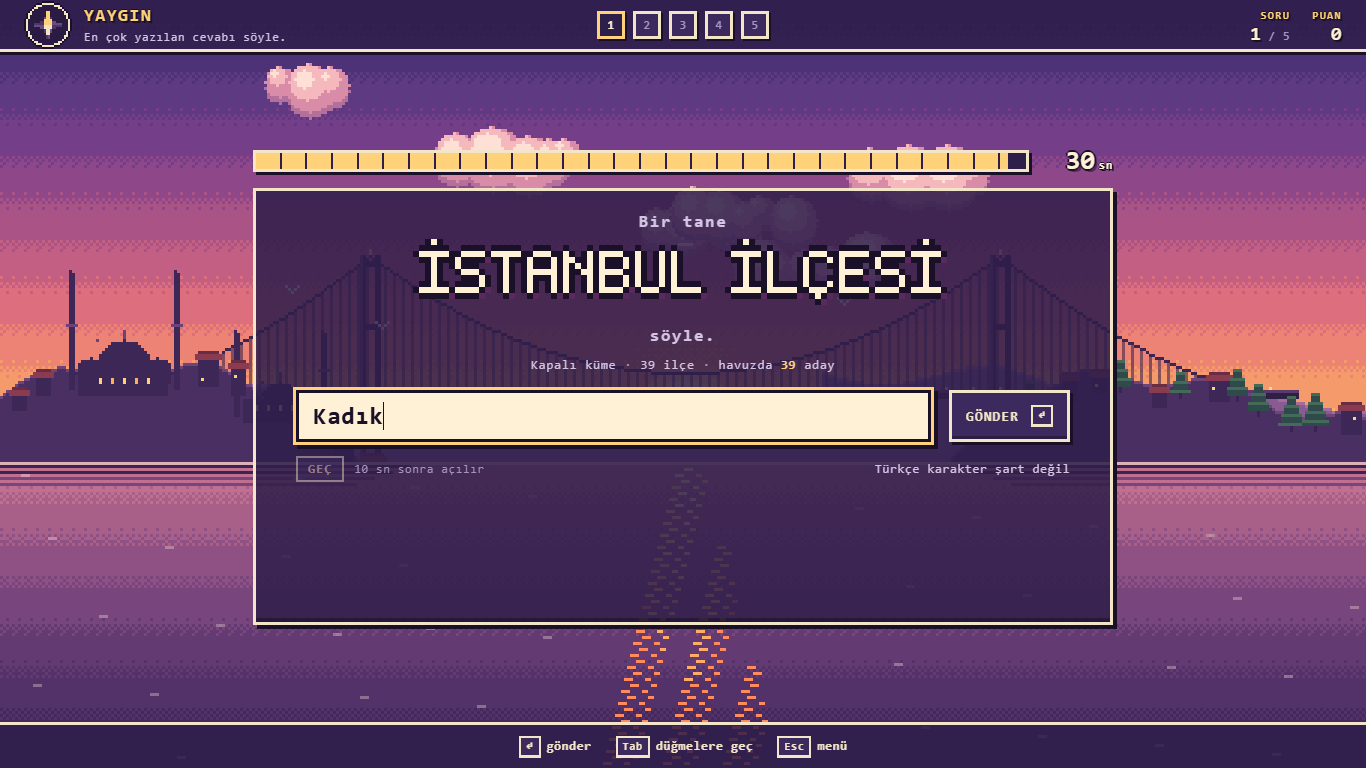 YAYGIN
En çok yazılan cevabı söyle.
1 2 3 4 5
SORU PUAN
1 / 5 0
30 sn
Bir tane
İSTANBUL İLÇESİ
söyle.
Kapalı küme · 39 ilçe · havuzda 39 aday
Kadık
GÖNDER ⏎
GEÇ 10 sn sonra açılır
Türkçe karakter şart değil
⏎ gönder Tab düğmelere geç Esc menü